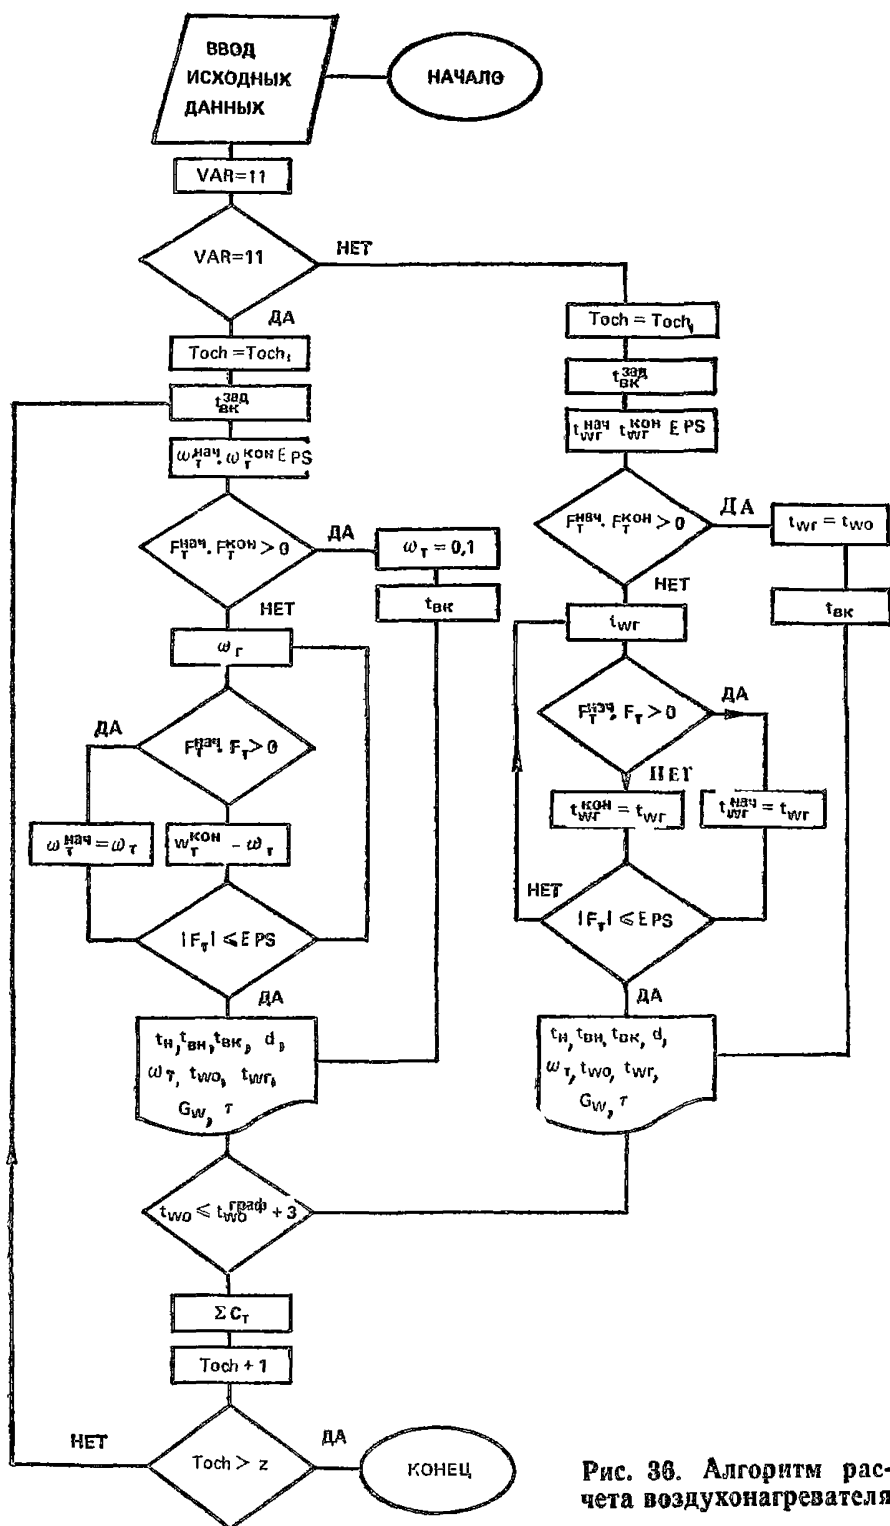 ВВОД
ИСХОДНЫХ
ДАННЫХ
НАЧАЛО
VAR=11
VAR=11
НЕТ
ДА
Toch = Toch₁
t_вк^зад
ω_т^нач. ω_т^кон EPS
F_т^нач. F_т^кон > 0
ДА
ω_т = 0,1
t_вк
НЕТ
ω_г
F_т^нач. F_т > 0
ДА
ω_т^нач = ω_т
w_т^кон - ω_т
|F_т| ⩽ EPS
ДА
t_н, t_вн, t_вк, d,
ω_т, t_wo, t_wг,
G_w, τ
t_wo ⩽ t_wo^граф + 3
Σ C_т
Toch + 1
Toch > z
НЕТ
ДА
КОНЕЦ
Toch = Toch₁
t_вк^зад
t_wг^нач t_wг^кон EPS
F_т^нач. F_т^кон > 0
ДА
t_wг = t_wo
t_вк
НЕТ
t_wг
F_т^нач. F_т > 0
ДА
НЕТ
t_wг^кон = t_wг
t_wг^нач = t_wг
НЕТ
|F_т| ⩽ EPS
ДА
t_н, t_вн, t_вк, d,
ω_т, t_wo, t_wг,
G_w, τ
Рис. 36. Алгоритм рас-
чета воздухонагревателя